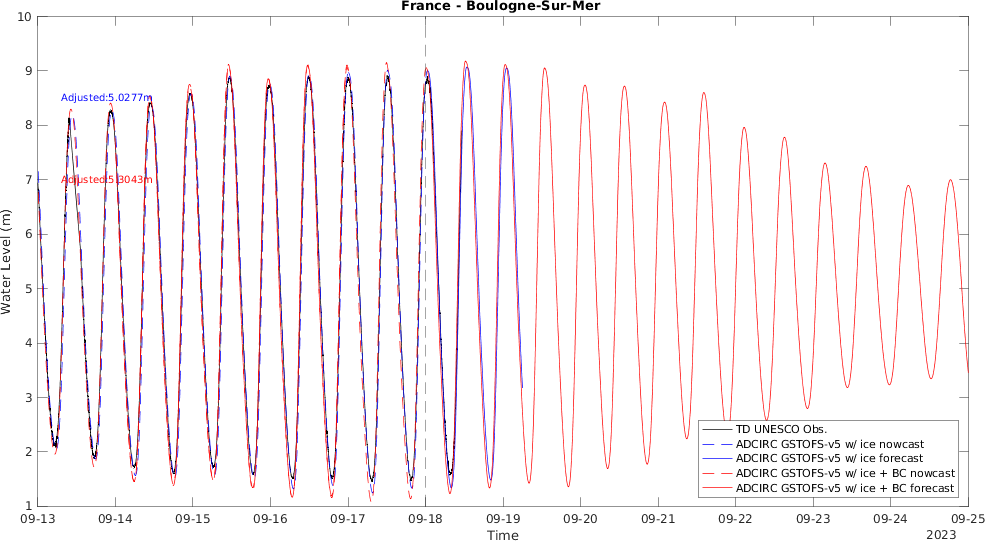 France - Boulogne-Sur-Mer
10
9
8
7
6
5
4
3
2
1
Water Level (m)
Adjusted:5.0277m
Adjusted:5.3043m
TD UNESCO Obs.
ADCIRC GSTOFS-v5 w/ ice nowcast
ADCIRC GSTOFS-v5 w/ ice forecast
ADCIRC GSTOFS-v5 w/ ice + BC nowcast
ADCIRC GSTOFS-v5 w/ ice + BC forecast
09-13 09-14 09-15 09-16 09-17 09-18 09-19 09-20 09-21 09-22 09-23 09-24 09-25
Time
2023